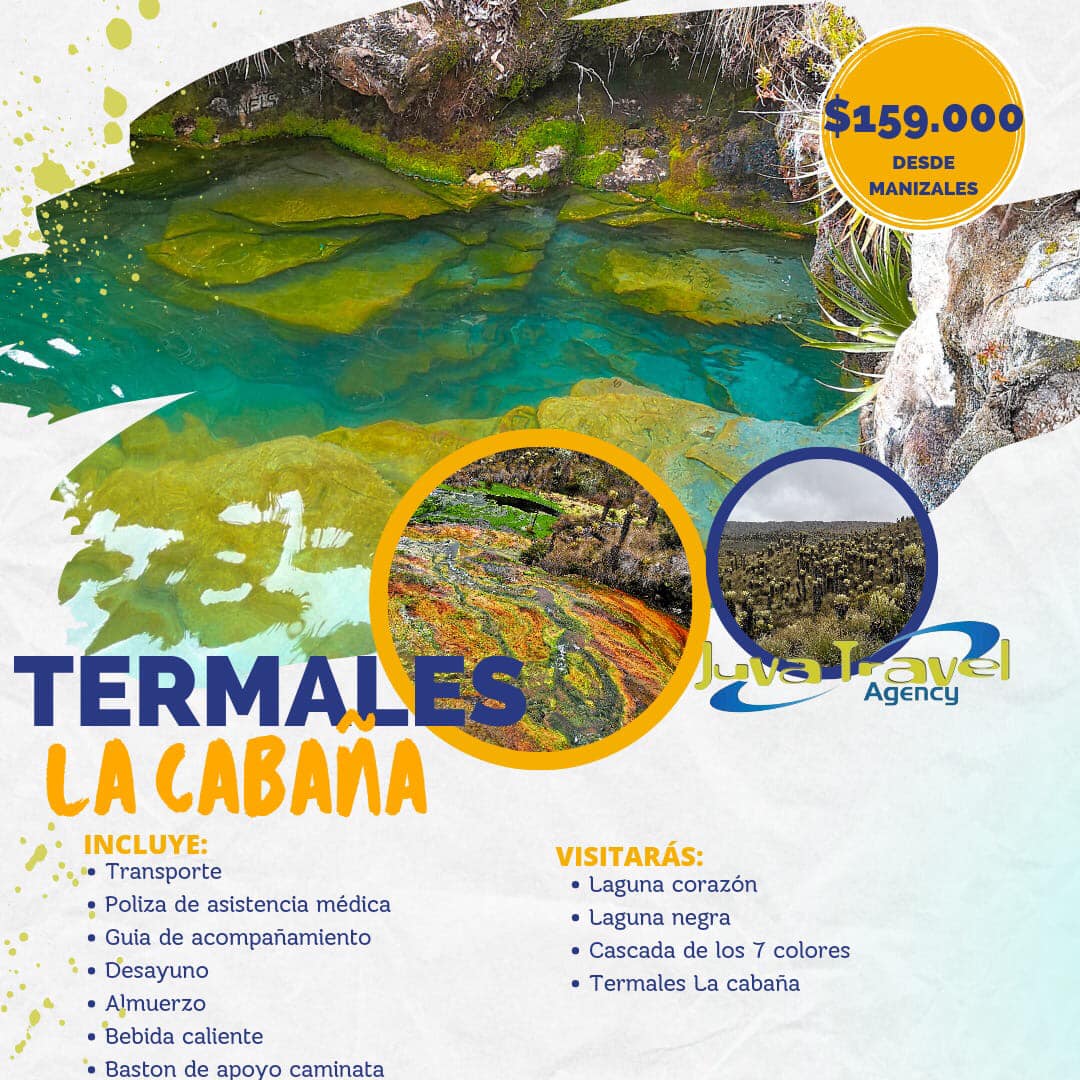 $159.000
DESDE
MANIZALES
Juva Travel
Agency
TERMALES
LA CABAÑA
INCLUYE:
• Transporte
• Poliza de asistencia médica
• Guia de acompañamiento
• Desayuno
• Almuerzo
• Bebida caliente
• Baston de apoyo caminata
VISITARÁS:
• Laguna corazón
• Laguna negra
• Cascada de los 7 colores
• Termales La cabaña